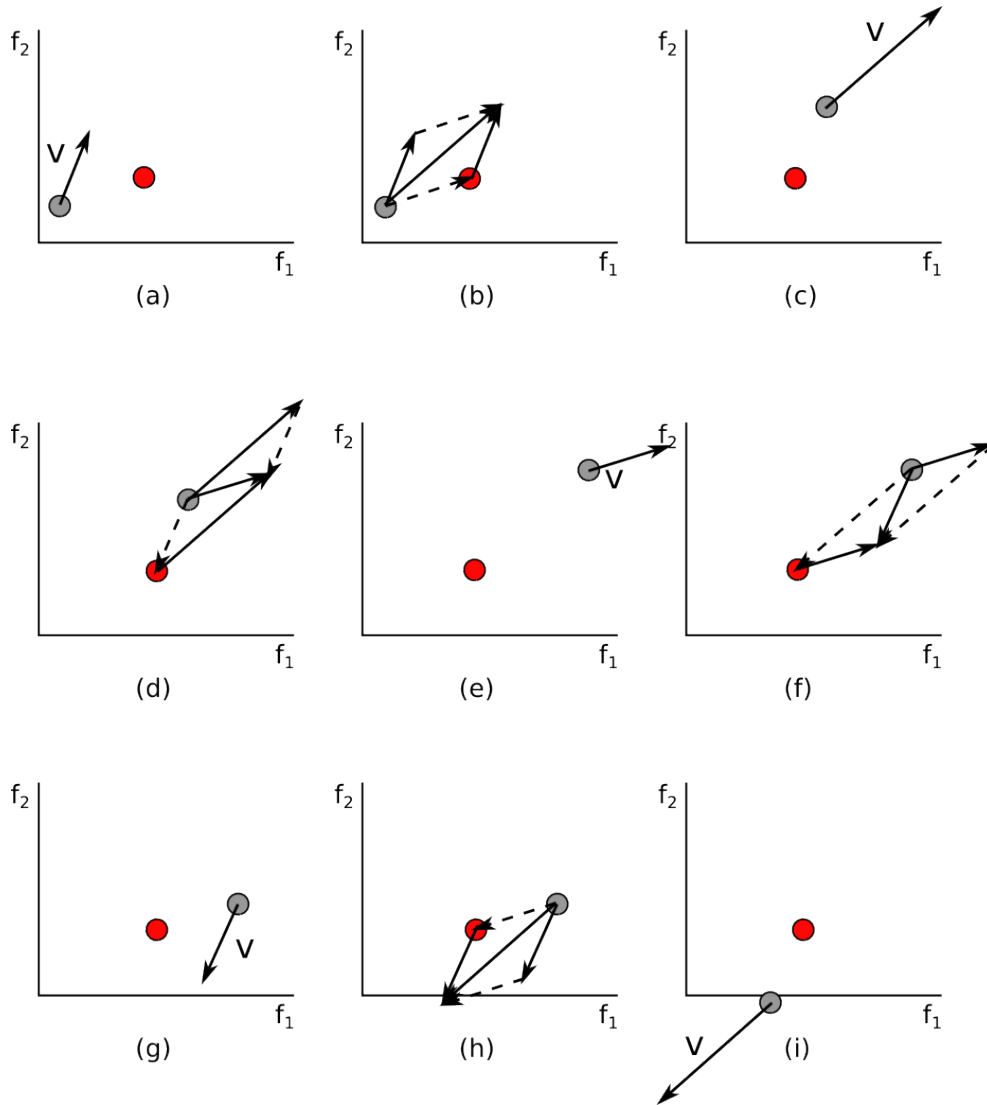 f₂ V f₁
(a)
f₂ f₁
(b)
f₂ V f₁
(c)
f₂ f₁
(d)
f₂ V f₁
(e)
f₂ f₁
(f)
f₂ V f₁
(g)
f₂ f₁
(h)
f₂ V f₁
(i)